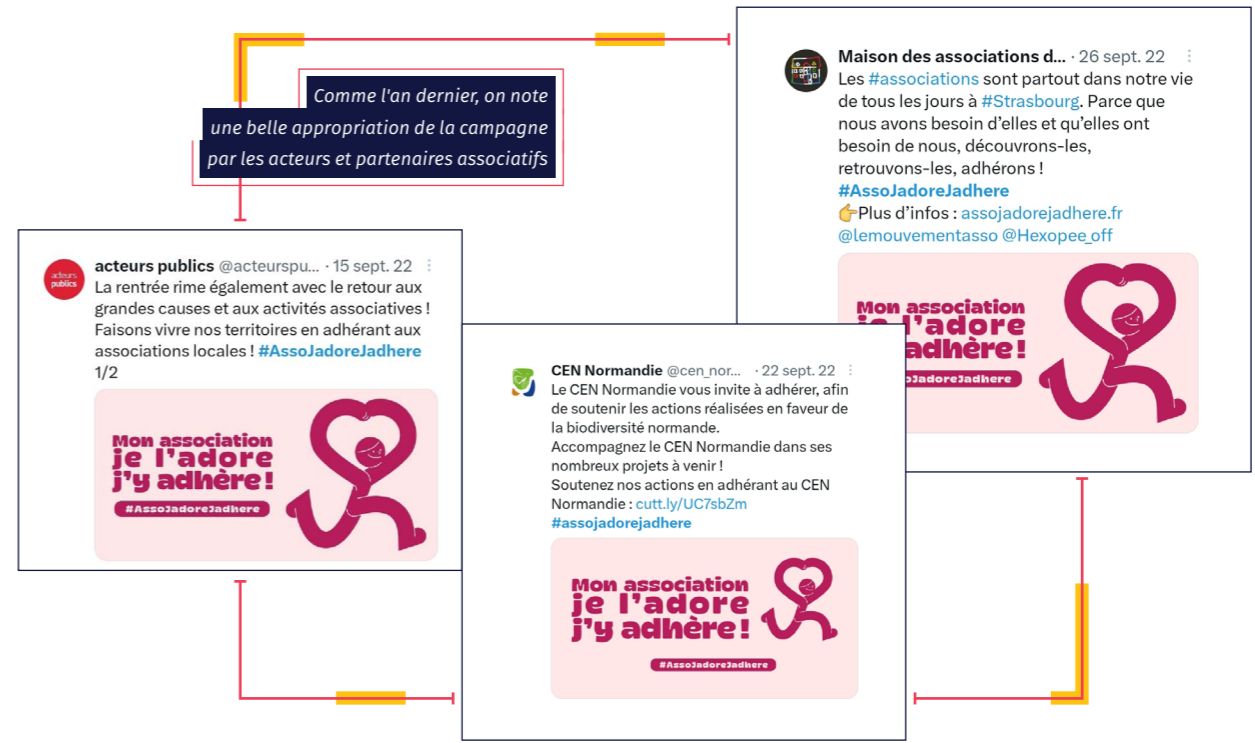 Comme l'an dernier, on note
une belle appropriation de la campagne
par les acteurs et partenaires associatifs
Maison des associations d... · 26 sept. 22
Les #associations sont partout dans notre vie
de tous les jours à #Strasbourg. Parce que
nous avons besoin d'elles et qu'elles ont
besoin de nous, découvrons-les,
retrouvons-les, adhérons !
#AssoJadoreJadhere
👉Plus d'infos : assojadorejadhere.fr
@lemouvementasso @Hexopee_off
Mon association
l'adore
adhère!
JadoreJadhere
acteurs publics
acteurs publics @acteurspu... · 15 sept. 22
La rentrée rime également avec le retour aux
grandes causes et aux activités associatives !
Faisons vivre nos territoires en adhérant aux
associations locales ! #AssoJadoreJadhere
1/2
Mon association
je l'adore
j'y adhère!
#AssoJadoreJadhere
CEN Normandie @cen_nor... · 22 sept. 22
Le CEN Normandie vous invite à adhérer, afin
de soutenir les actions réalisées en faveur de
la biodiversité normande.
Accompagnez le CEN Normandie dans ses
nombreux projets à venir !
Soutenez nos actions en adhérant au CEN
Normandie : cutt.ly/UC7sbZm
#assojadorejadhere
Mon association
je l'adore
j'y adhère!
#AssoJadoreJadhere